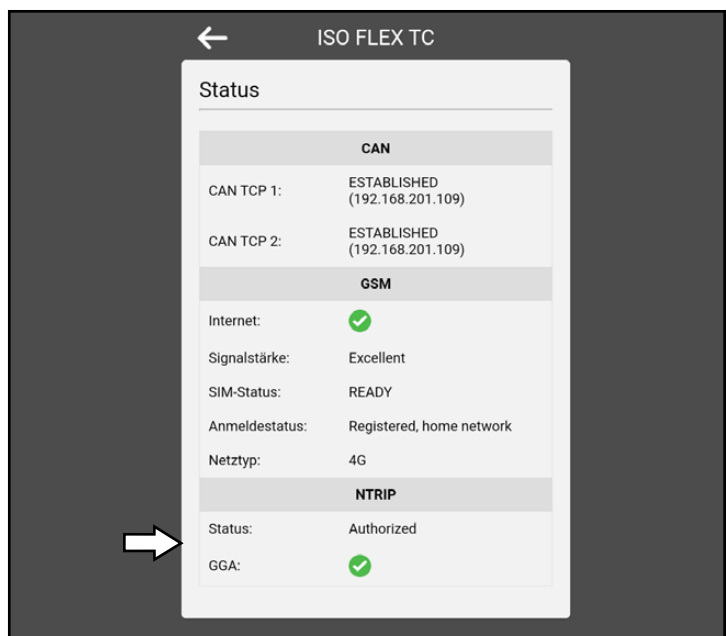 ISO FLEX TC
Status
CAN
CAN TCP 1: ESTABLISHED
(192.168.201.109)
CAN TCP 2: ESTABLISHED
(192.168.201.109)
GSM
Internet:
Signalstärke: Excellent
SIM-Status: READY
Anmeldestatus: Registered, home network
Netztyp: 4G
NTRIP
Status: Authorized
GGA: